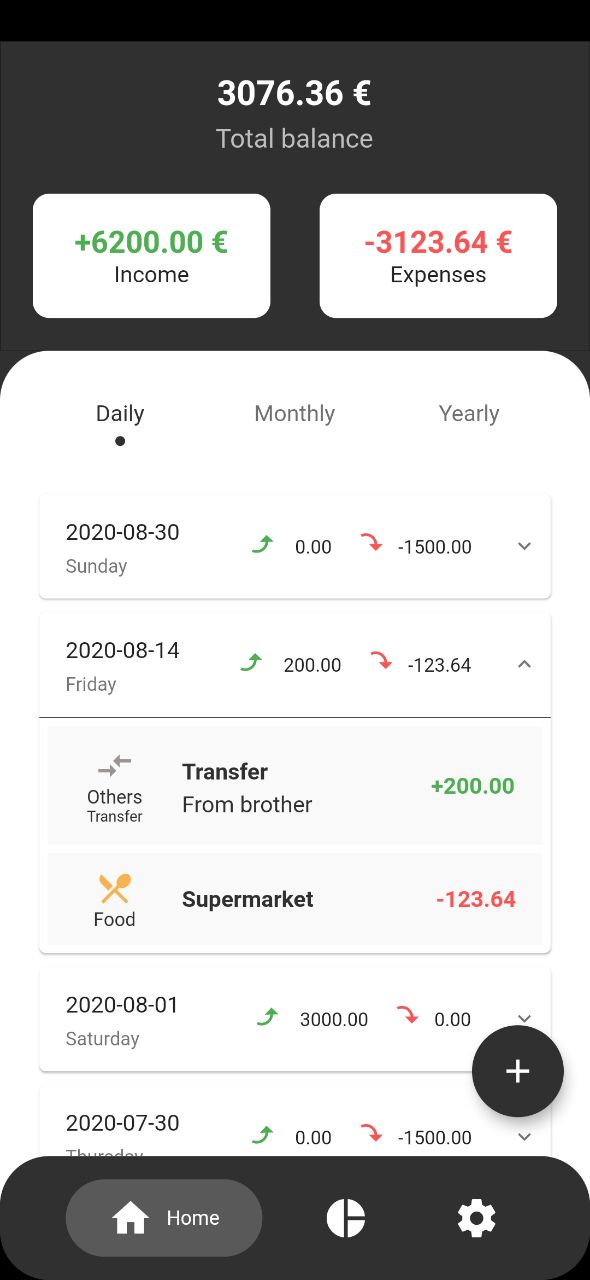 3076.36 €
Total balance
+6200.00 €
Income
-3123.64 €
Expenses
Daily
Monthly
Yearly
2020-08-30
Sunday
0.00
-1500.00
2020-08-14
Friday
200.00
-123.64
Others
Transfer
Transfer
From brother
+200.00
Food
Supermarket
-123.64
2020-08-01
Saturday
3000.00
0.00
2020-07-30
Thursday
0.00
-1500.00
Home